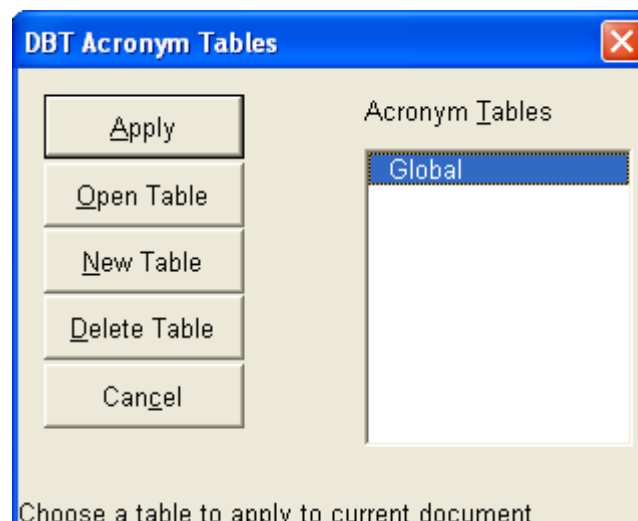 DBT Acronym Tables
Apply
Open Table
New Table
Delete Table
Cancel
Acronym Tables
Global
Choose a table to apply to current document